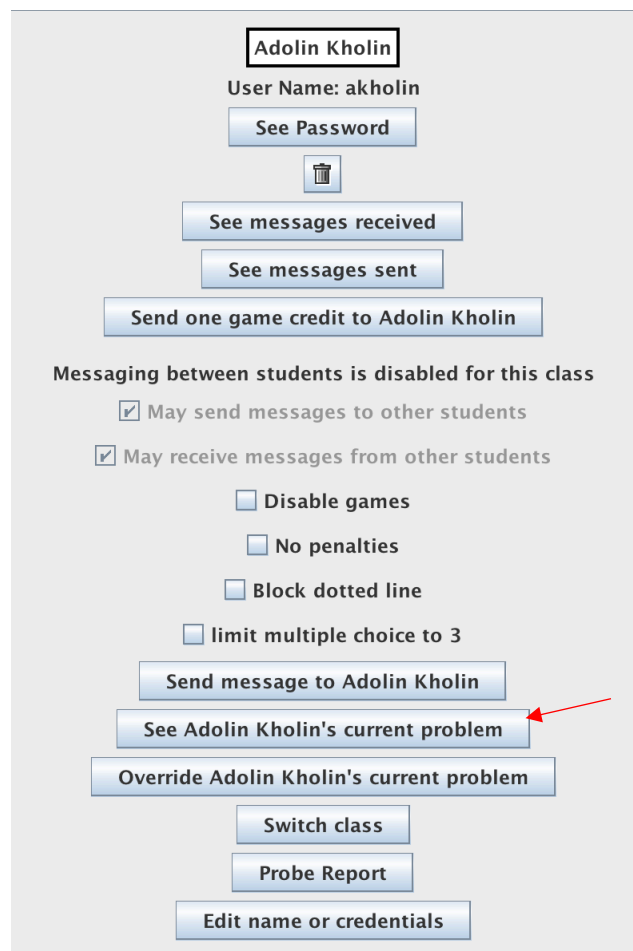 Adolin Kholin
User Name: akholin
See Password
See messages received
See messages sent
Send one game credit to Adolin Kholin
Messaging between students is disabled for this class
May send messages to other students
May receive messages from other students
Disable games
No penalties
Block dotted line
limit multiple choice to 3
Send message to Adolin Kholin
See Adolin Kholin's current problem
Override Adolin Kholin's current problem
Switch class
Probe Report
Edit name or credentials